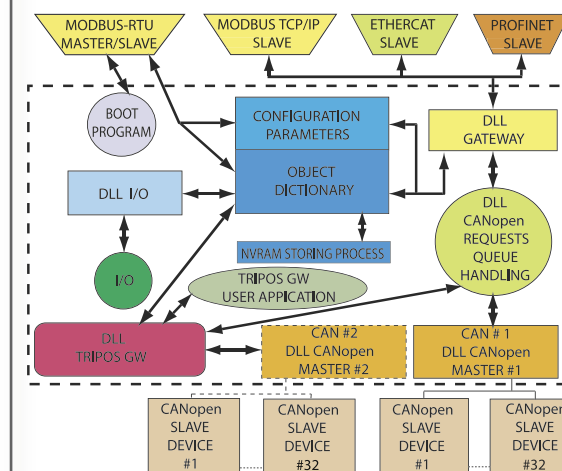 MODBUS-RTU
MASTER/SLAVE
MODBUS TCP/IP
SLAVE
ETHERCAT
SLAVE
PROFINET
SLAVE
BOOT
PROGRAM
CONFIGURATION
PARAMETERS
DLL
GATEWAY
DLL I/O
OBJECT
DICTIONARY
DLL
CANopen
REQUESTS
QUEUE
HANDLING
NVRAM STORING PROCESS
I/O
TRIPOS GW
USER APPLICATION
DLL
TRIPOS GW
CAN #2
DLL CANopen
MASTER #2
CAN # 1
DLL CANopen
MASTER #1
CANopen
SLAVE
DEVICE
#1
CANopen
SLAVE
DEVICE
#32
CANopen
SLAVE
DEVICE
#1
CANopen
SLAVE
DEVICE
#32